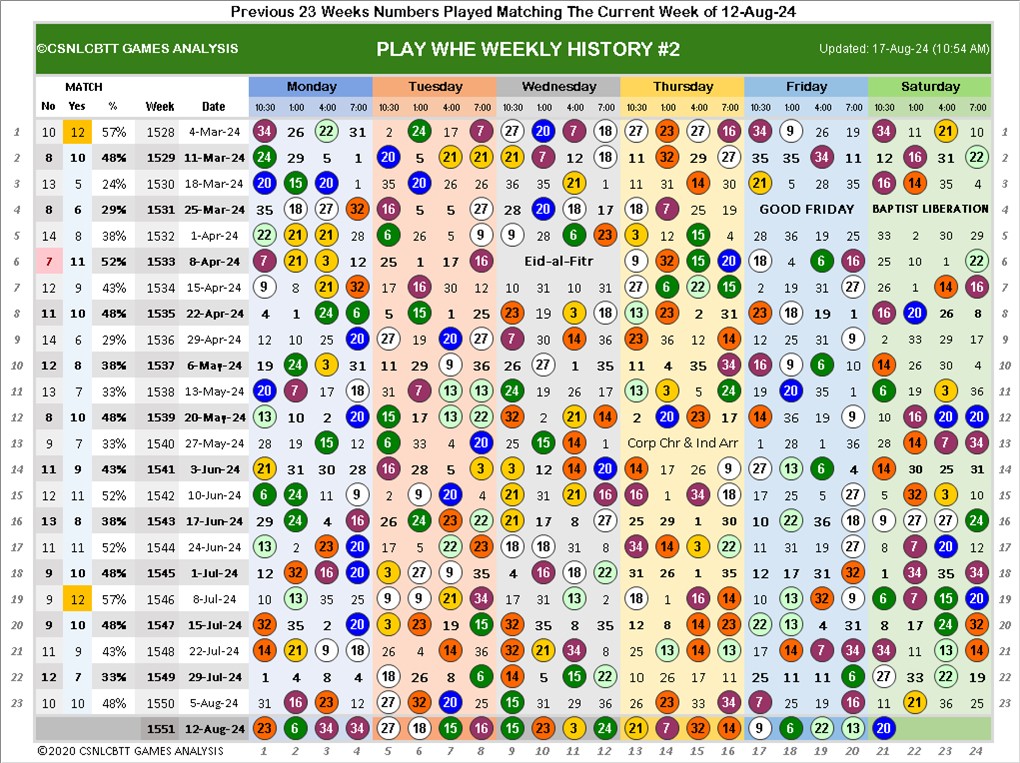 Previous 23 Weeks Numbers Played Matching The Current Week of 12-Aug-24
©CSNLCBTT GAMES ANALYSIS PLAY WHE WEEKLY HISTORY #2 Updated: 17-Aug-24 (10:54 AM)
MATCH Monday Tuesday Wednesday Thursday Friday Saturday
No Yes % Week Date 10:30 1:00 4:00 7:00 10:30 1:00 4:00 7:00 10:30 1:00 4:00 7:00 10:30 1:00 4:00 7:00 10:30 1:00 4:00 7:00 10:30 1:00 4:00 7:00
1 10 12 57% 1528 4-Mar-24 34 26 22 31 2 24 17 7 27 20 7 18 27 23 27 16 34 9 26 19 34 11 21 10 1
2 8 10 48% 1529 11-Mar-24 24 29 5 1 20 5 21 21 21 7 12 18 11 32 29 27 35 35 34 11 12 16 31 22 2
3 13 5 24% 1530 18-Mar-24 20 15 20 1 35 20 26 26 36 35 21 1 11 31 14 30 21 5 28 35 16 14 35 4 3
4 8 6 29% 1531 25-Mar-24 35 18 27 32 16 5 5 27 28 20 18 17 18 7 25 19 GOOD FRIDAY BAPTIST LIBERATION 4
5 14 8 38% 1532 1-Apr-24 22 21 21 28 6 26 5 9 9 28 6 23 3 12 15 4 28 36 19 25 33 2 30 29 5
6 7 11 52% 1533 8-Apr-24 7 21 3 12 25 1 17 16 Eid-al-Fitr 9 32 15 20 18 4 6 16 25 10 1 22 6
7 12 9 43% 1534 15-Apr-24 9 8 21 32 17 16 30 12 10 31 10 31 27 6 22 15 2 19 31 27 26 1 14 16 7
8 11 10 48% 1535 22-Apr-24 4 1 24 6 5 15 1 25 23 19 3 18 13 23 2 31 23 18 19 1 16 20 26 8 8
9 14 6 29% 1536 29-Apr-24 12 10 25 20 27 19 20 27 7 30 14 36 23 36 12 9 12 25 31 9 2 33 29 17 9
10 12 8 38% 1537 6-May-24 19 24 3 31 11 29 9 36 26 27 1 35 11 4 35 34 16 9 6 10 14 26 30 4 10
11 13 7 33% 1538 13-May-24 20 7 17 18 31 7 13 13 24 19 26 17 13 3 5 24 19 20 35 4 6 19 3 36 11
12 8 10 48% 1539 20-May-24 13 10 2 20 15 17 13 22 32 2 21 14 2 20 23 17 14 36 19 9 10 16 20 20 12
13 9 7 33% 1540 27-May-24 28 19 15 12 6 33 4 20 25 15 14 1 Corp Chr & Ind Arr 1 28 1 36 28 14 7 34 13
14 11 9 43% 1541 3-Jun-24 21 31 30 28 16 28 5 3 3 12 14 20 14 17 26 9 27 13 6 4 14 30 25 31 14
15 12 11 52% 1542 10-Jun-24 6 24 11 9 2 9 20 4 21 31 21 16 16 1 34 18 17 25 5 27 5 32 3 10 15
16 13 8 38% 1543 17-Jun-24 29 24 4 16 26 24 23 22 21 17 8 27 25 29 1 30 10 22 36 18 9 27 27 24 16
17 11 11 52% 1544 24-Jun-24 13 2 23 20 17 5 22 23 18 18 31 8 34 14 3 22 11 31 19 27 8 7 20 12 17
18 9 10 48% 1545 1-Jul-24 12 32 16 20 3 27 9 35 4 16 18 22 31 26 1 35 12 17 31 32 1 34 35 34 18
19 9 12 57% 1546 8-Jul-24 10 13 35 25 9 9 21 34 17 31 13 2 18 1 16 14 10 13 32 9 6 7 15 20 19
20 9 10 48% 1547 15-Jul-24 32 35 2 20 3 23 19 15 32 35 8 35 12 8 14 23 22 13 4 31 8 17 24 32 20
21 11 9 43% 1548 22-Jul-24 14 21 9 18 26 4 14 36 32 21 34 8 25 13 14 13 17 14 7 34 34 11 13 14 21
22 12 7 33% 1549 29-Jul-24 1 4 8 4 18 26 8 6 14 5 15 22 10 26 17 11 25 11 11 6 27 33 22 19 22
23 10 10 48% 1550 5-Aug-24 31 16 23 12 27 32 20 5 15 31 29 36 26 23 33 34 7 25 19 16 11 21 36 25 23
1551 12-Aug-24 23 6 34 34 27 18 15 16 15 23 3 24 21 7 32 14 9 6 22 13 20
©2020 CSNLCBTT GAMES ANALYSIS 1 2 3 4 5 6 7 8 9 10 11 12 13 14 15 16 17 18 19 20 21 22 23 24